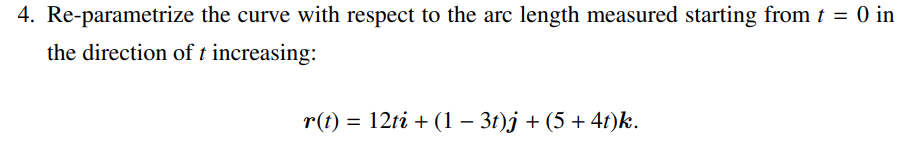 4. Re-parametrize the curve with respect to the arc length measured starting from t = 0 in
the direction of t increasing:
r(t) = 12ti + (1 − 3t)j + (5 + 4t)k.